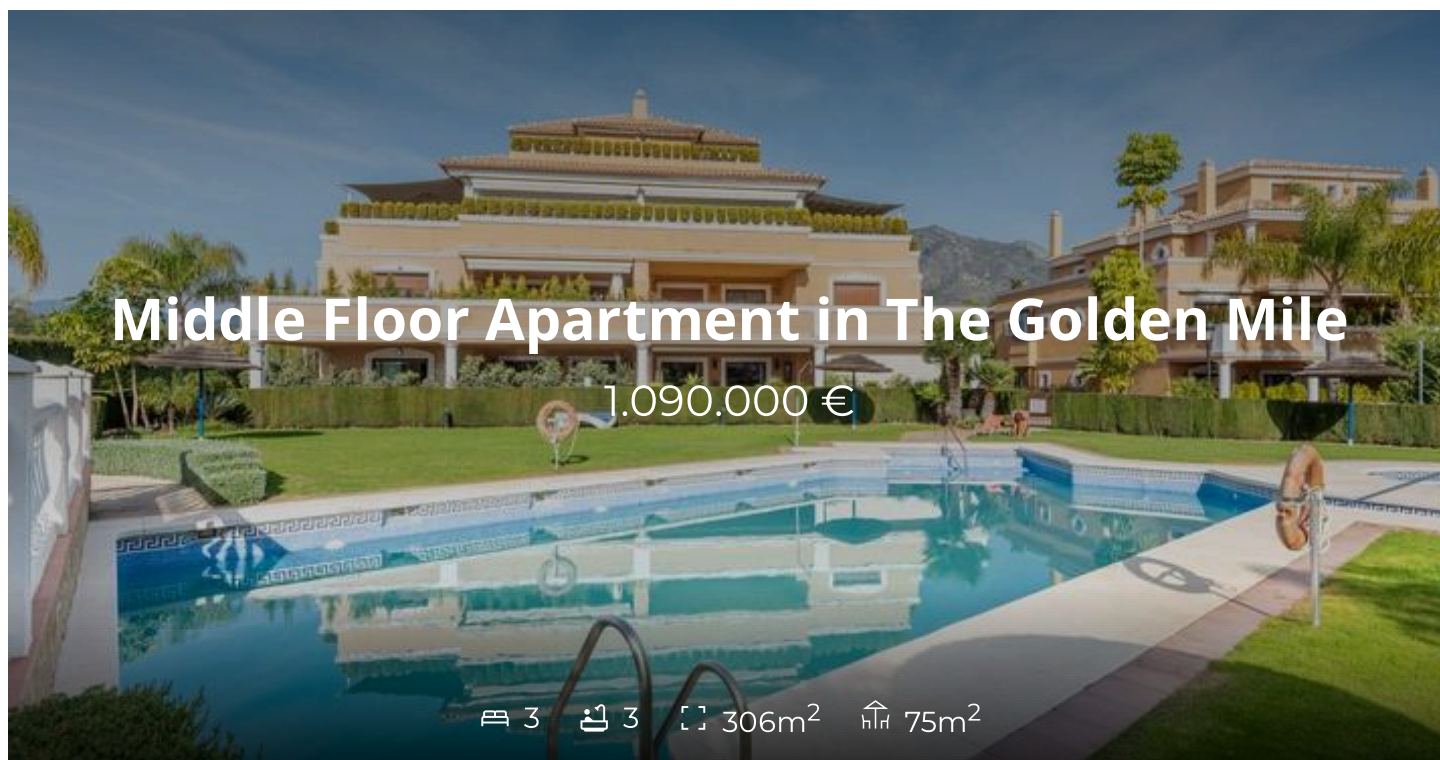 Middle Floor Apartment in The Golden Mile
1.090.000 €
3 3 306m² 75m²